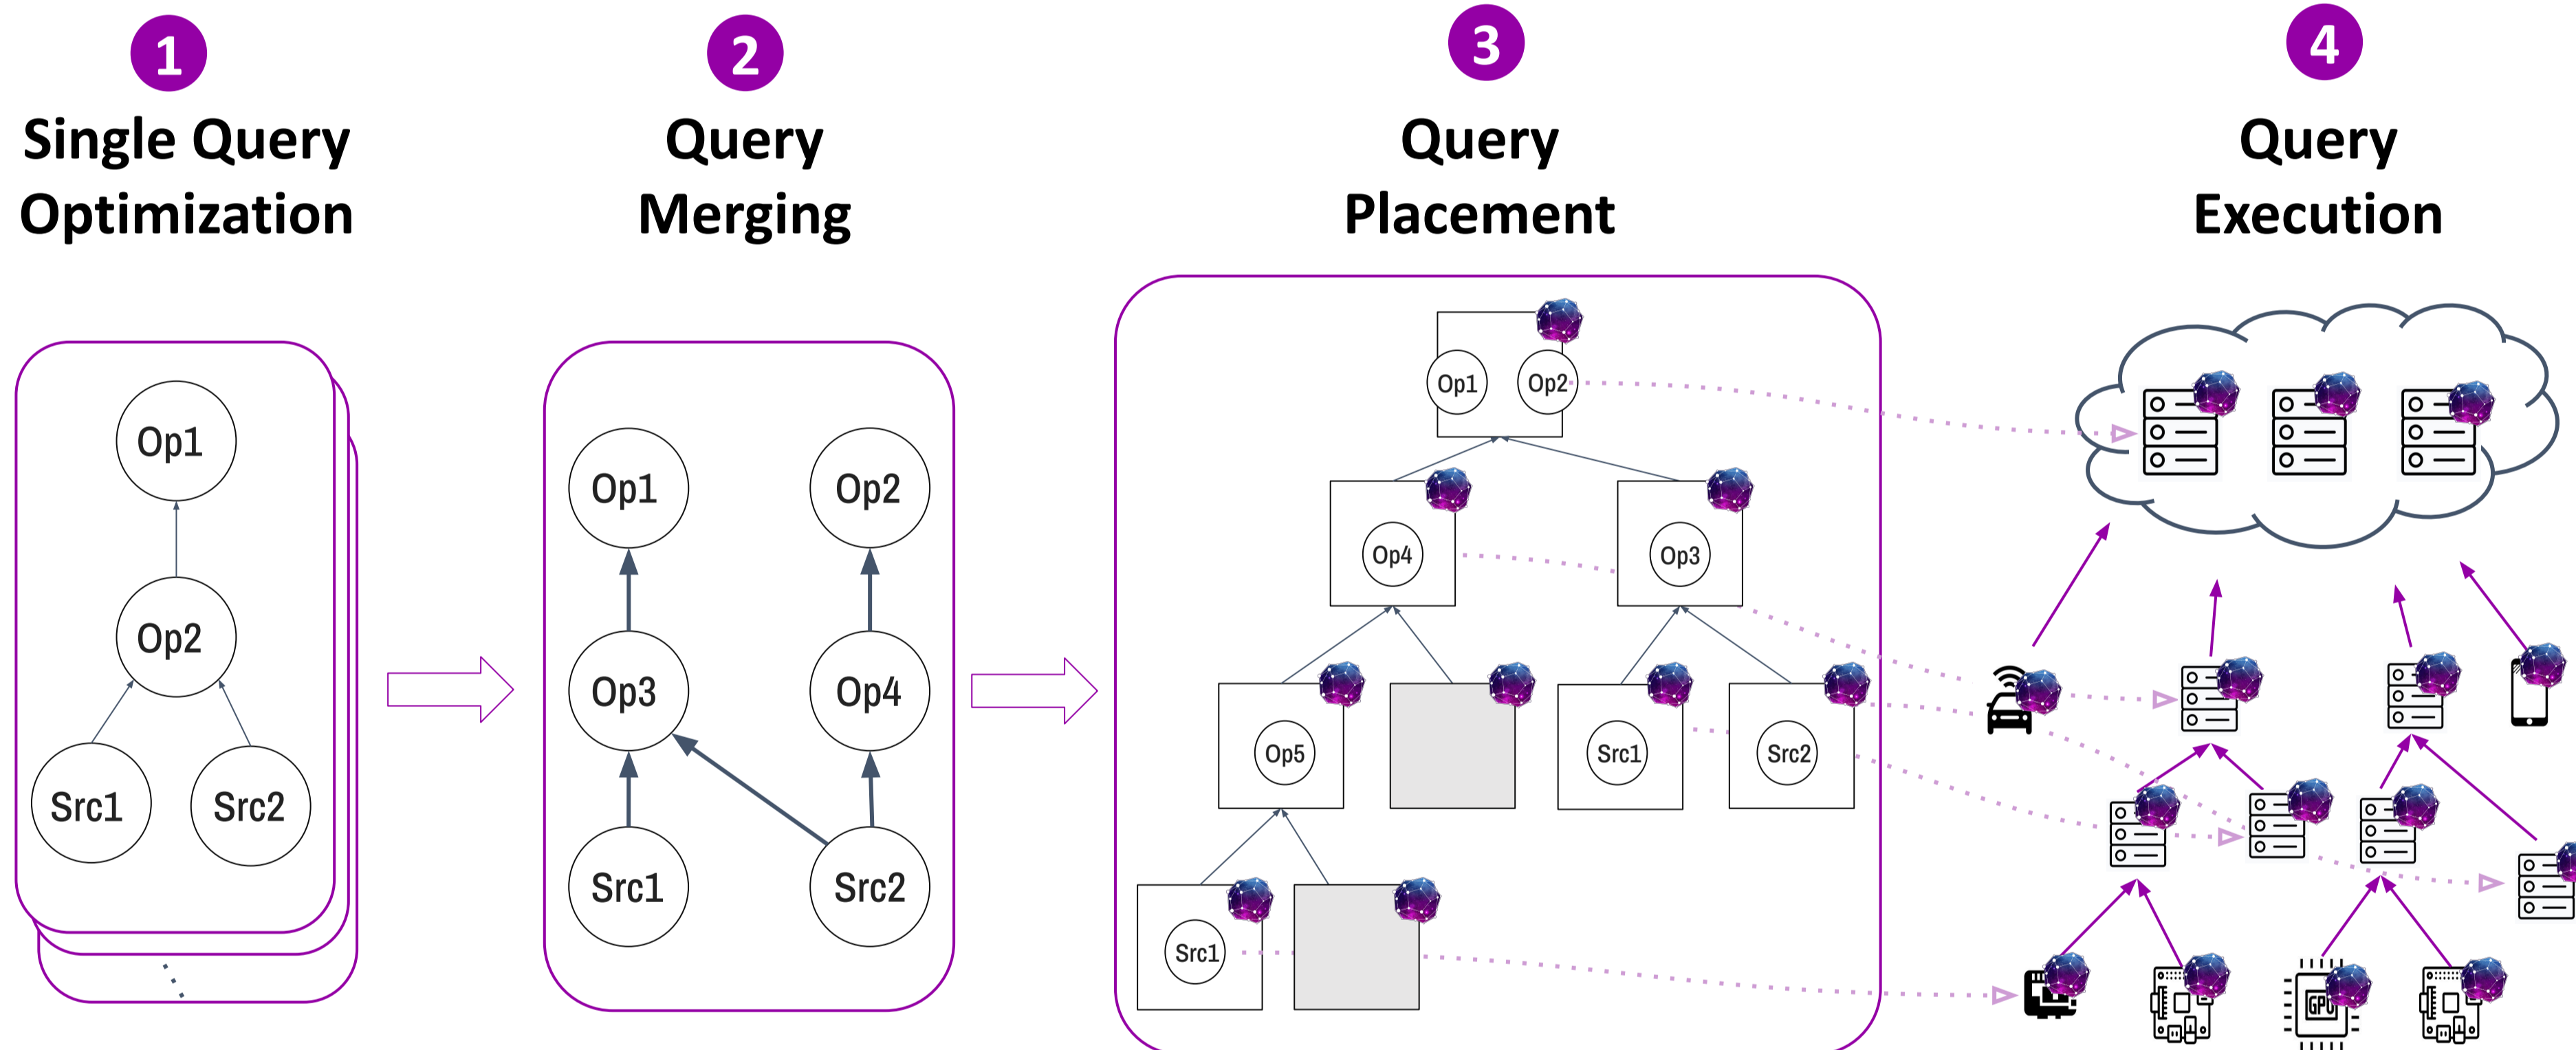 1
Single Query
Optimization
Op1
Op2
Src1
Src2
2
Query
Merging
Op1
Op2
Op3
Op4
Src1
Src2
3
Query
Placement
Op1
Op2
Op4
Op3
Op5
Src1
Src2
Src1
4
Query
Execution
GPU